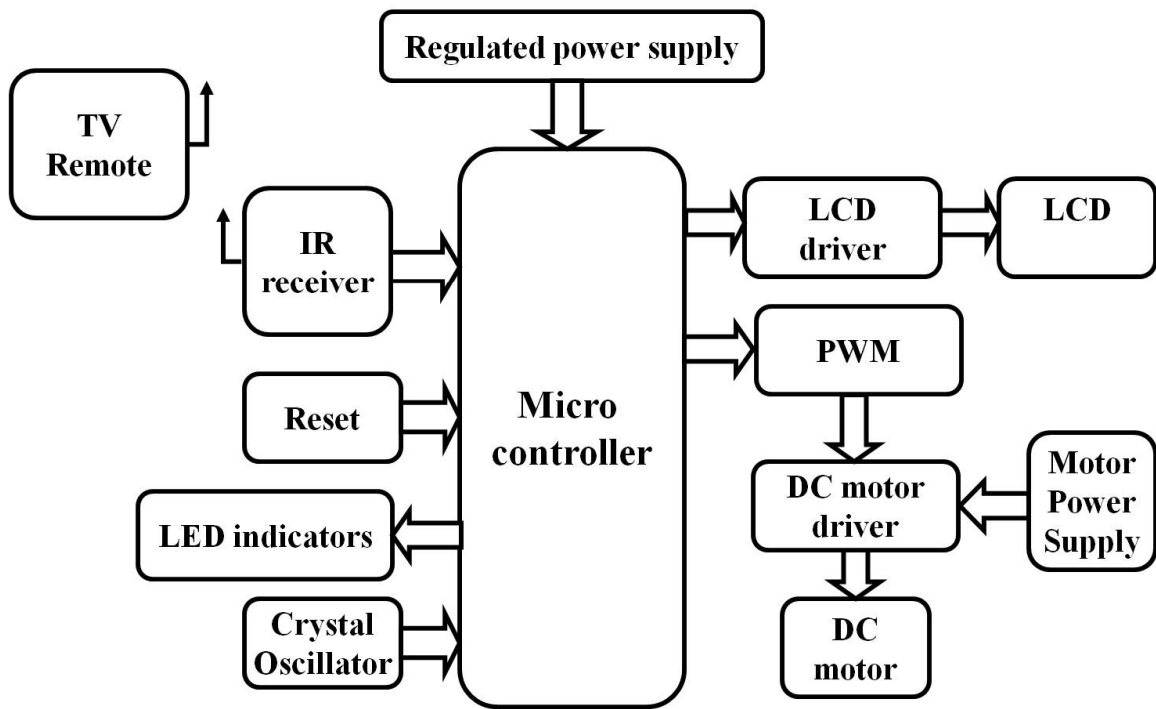 Regulated power supply
TV
Remote
IR
receiver
Reset
LED indicators
Crystal
Oscillator
Micro
controller
LCD
driver
LCD
PWM
DC motor
driver
Motor
Power
Supply
DC
motor